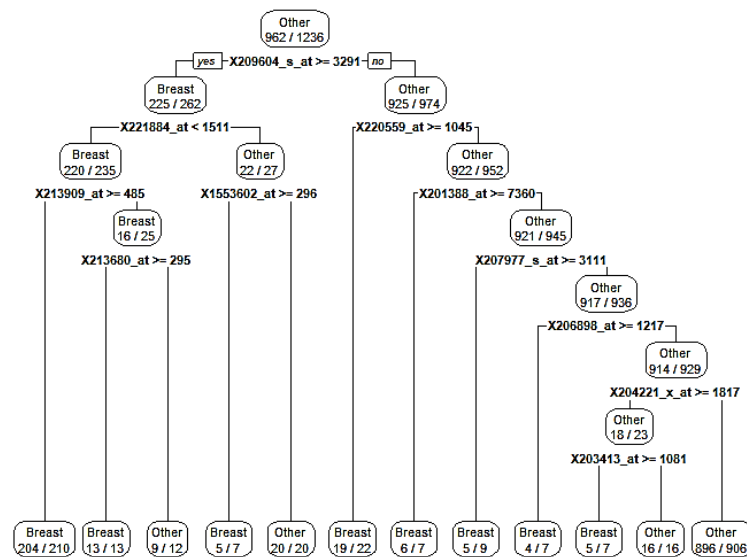 Other
962 / 1236
yes X209604_s_at >= 3291 no
Breast
225 / 262
Other
925 / 974
X221884_at < 1511
X220559_at >= 1045
Breast
220 / 235
Other
22 / 27
Other
922 / 952
X213909_at >= 485
X1553602_at >= 296
X201388_at >= 7360
Breast
16 / 25
Other
921 / 945
X213680_at >= 295
X207977_s_at >= 3111
Other
917 / 936
X206898_at >= 1217
Other
914 / 929
X204221_x_at >= 1817
Other
18 / 23
X203413_at >= 1081
Breast
204 / 210
Breast
13 / 13
Other
9 / 12
Breast
5 / 7
Other
20 / 20
Breast
19 / 22
Breast
6 / 7
Breast
5 / 9
Breast
4 / 7
Breast
5 / 7
Other
16 / 16
Other
896 / 906